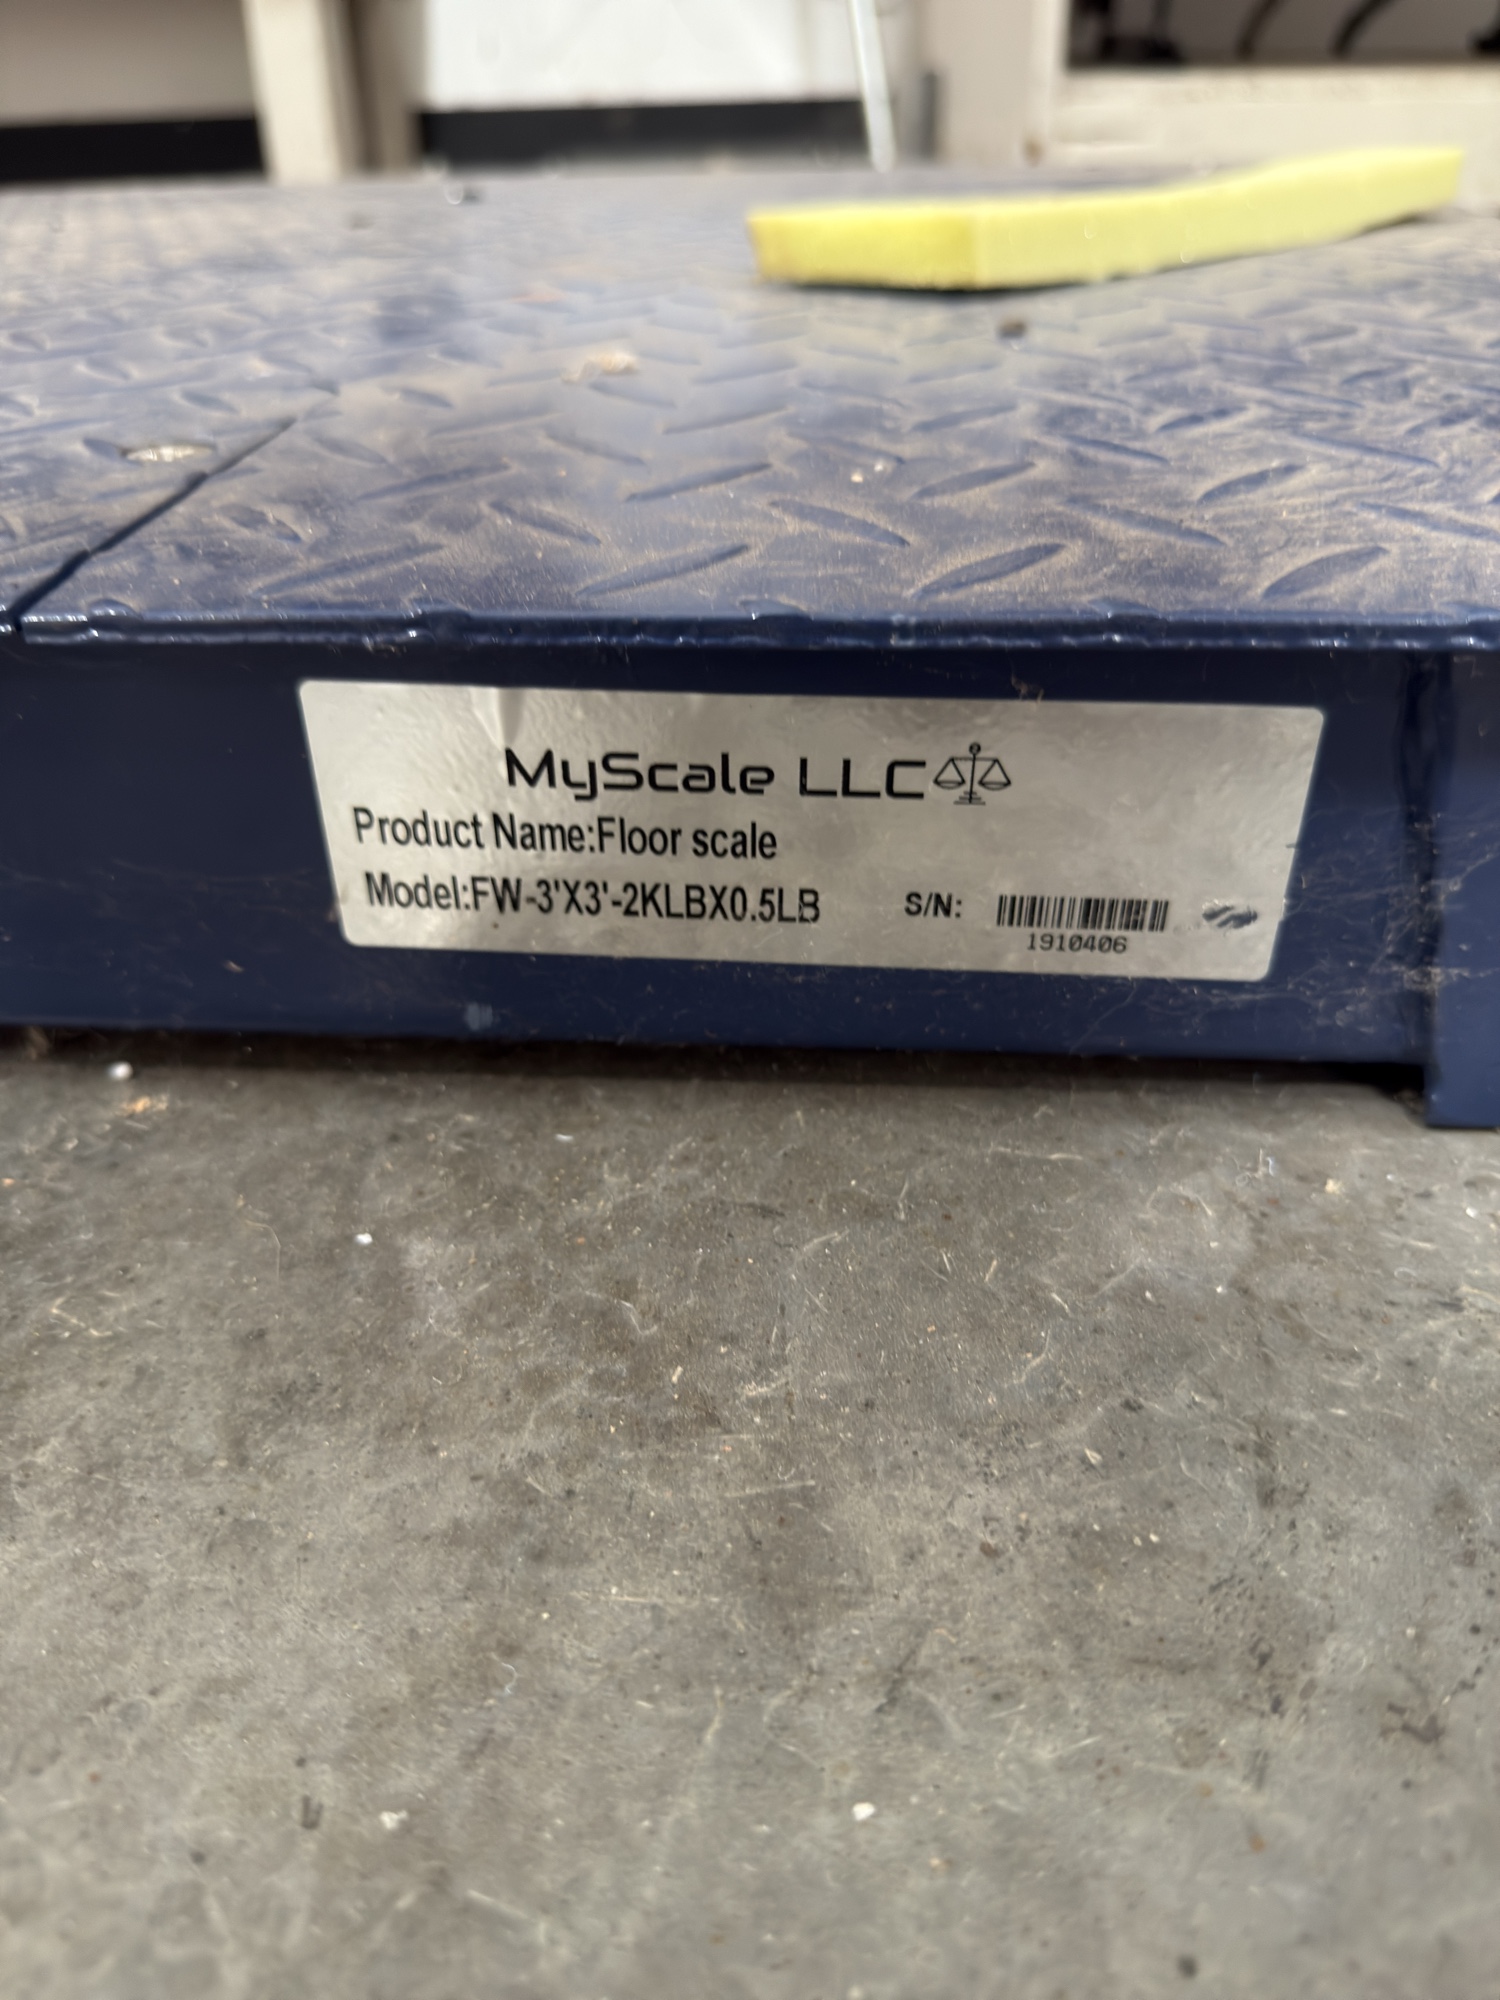 MyScale LLC
Product Name:Floor scale
Model:FW-3'X3'-2KLBX0.5LB S/N:
1910406